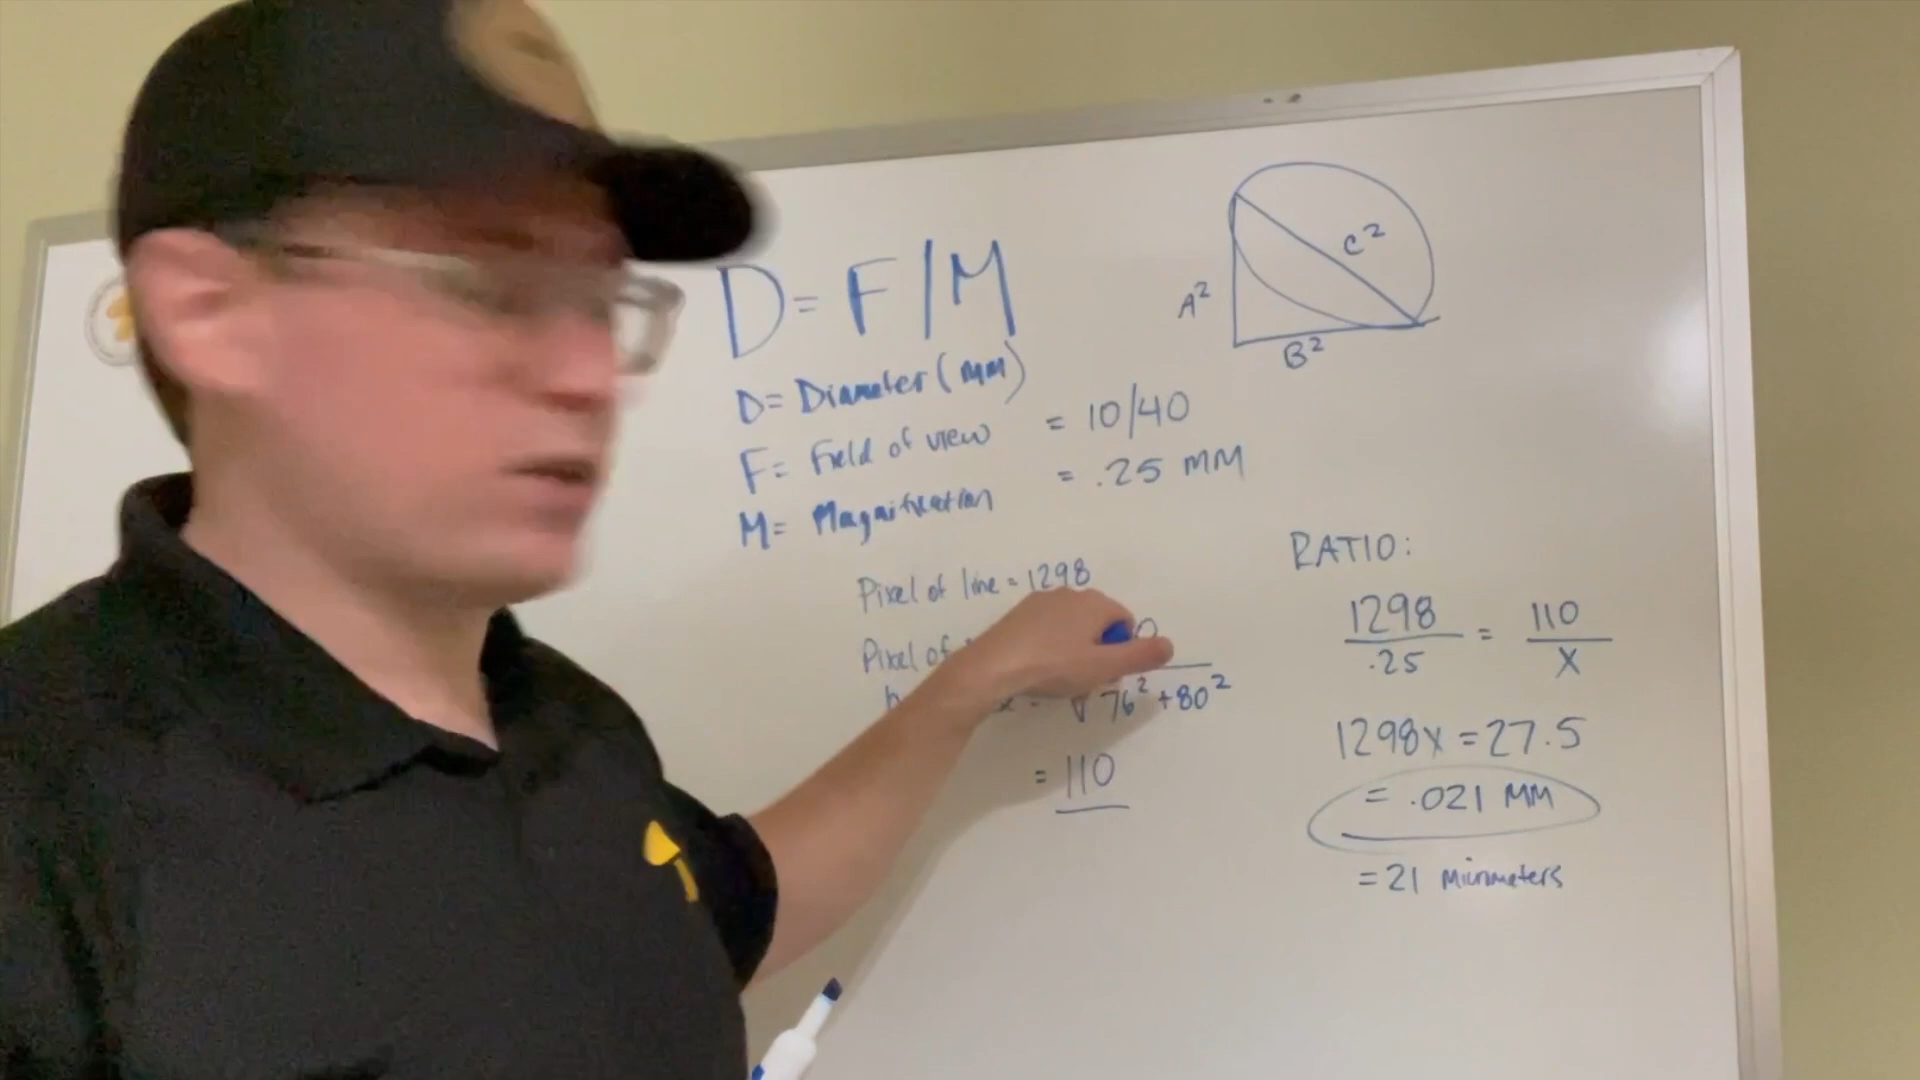 D= F/M
D= Diameter (mm)
F= Field of view
M= Magnification
= 10/40
= .25 MM
A²
B²
C²
Pixel of line = 1298
Pixel of
√76²+80²
= 110
RATIO:
1298/.25 = 110/X
1298x = 27.5
= .021 MM
= 21 Micrometers